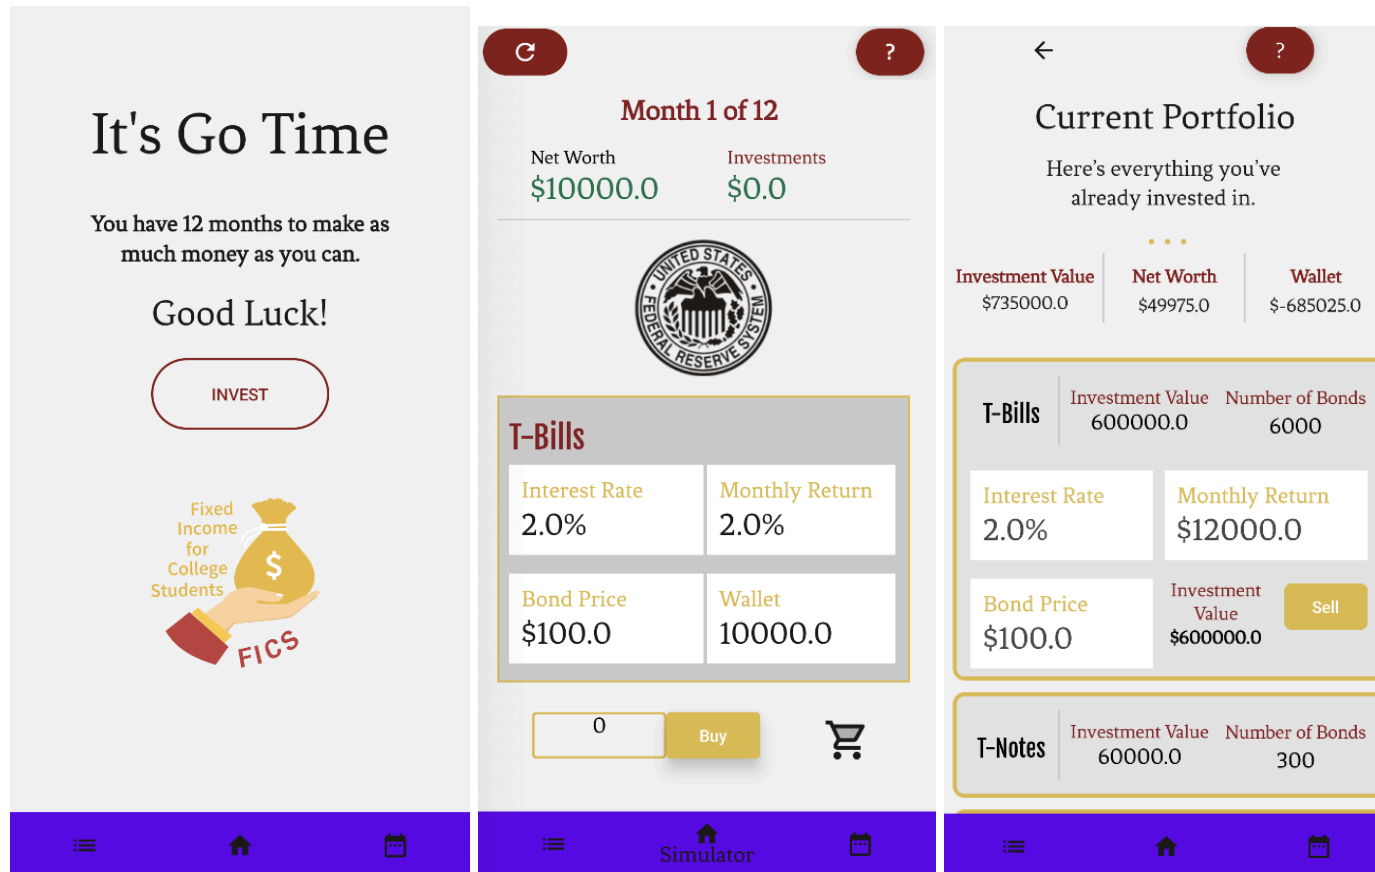 It's Go Time
You have 12 months to make as
much money as you can.
Good Luck!
INVEST
Fixed
Income
for
College
Students
$
FICS
?
Month 1 of 12
Net Worth
Investments
$10000.0
$0.0
UNITED STATES
FEDERAL RESERVE SYSTEM
T-Bills
Interest Rate
Monthly Return
2.0%
2.0%
Bond Price
Wallet
$100.0
10000.0
0
Buy
Simulator
?
Current Portfolio
Here's everything you've
already invested in.
Investment Value
Net Worth
Wallet
$735000.0
$49975.0
$-685025.0
T-Bills
Investment Value
Number of Bonds
600000.0
6000
Interest Rate
Monthly Return
2.0%
$12000.0
Bond Price
$100.0
Investment
Value
$600000.0
Sell
T-Notes
Investment Value
Number of Bonds
60000.0
300